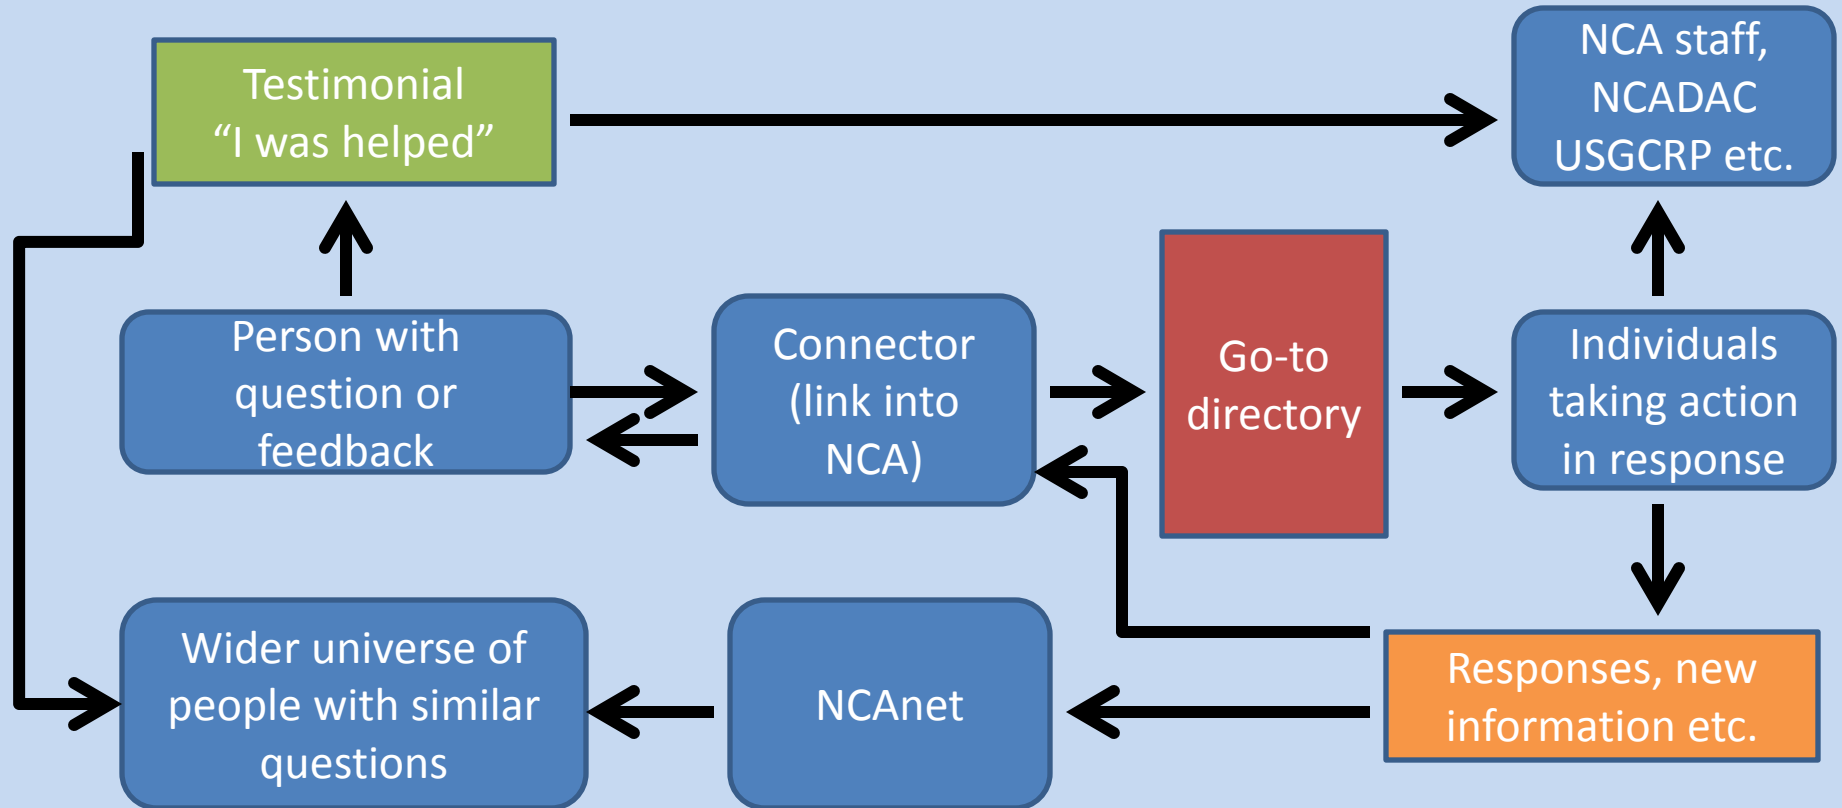 Testimonial
“I was helped”
NCA staff,
NCADAC
USGCRP etc.
Person with
question or
feedback
Connector
(link into
NCA)
Go-to
directory
Individuals
taking action
in response
Wider universe of
people with similar
questions
NCAnet
Responses, new
information etc.